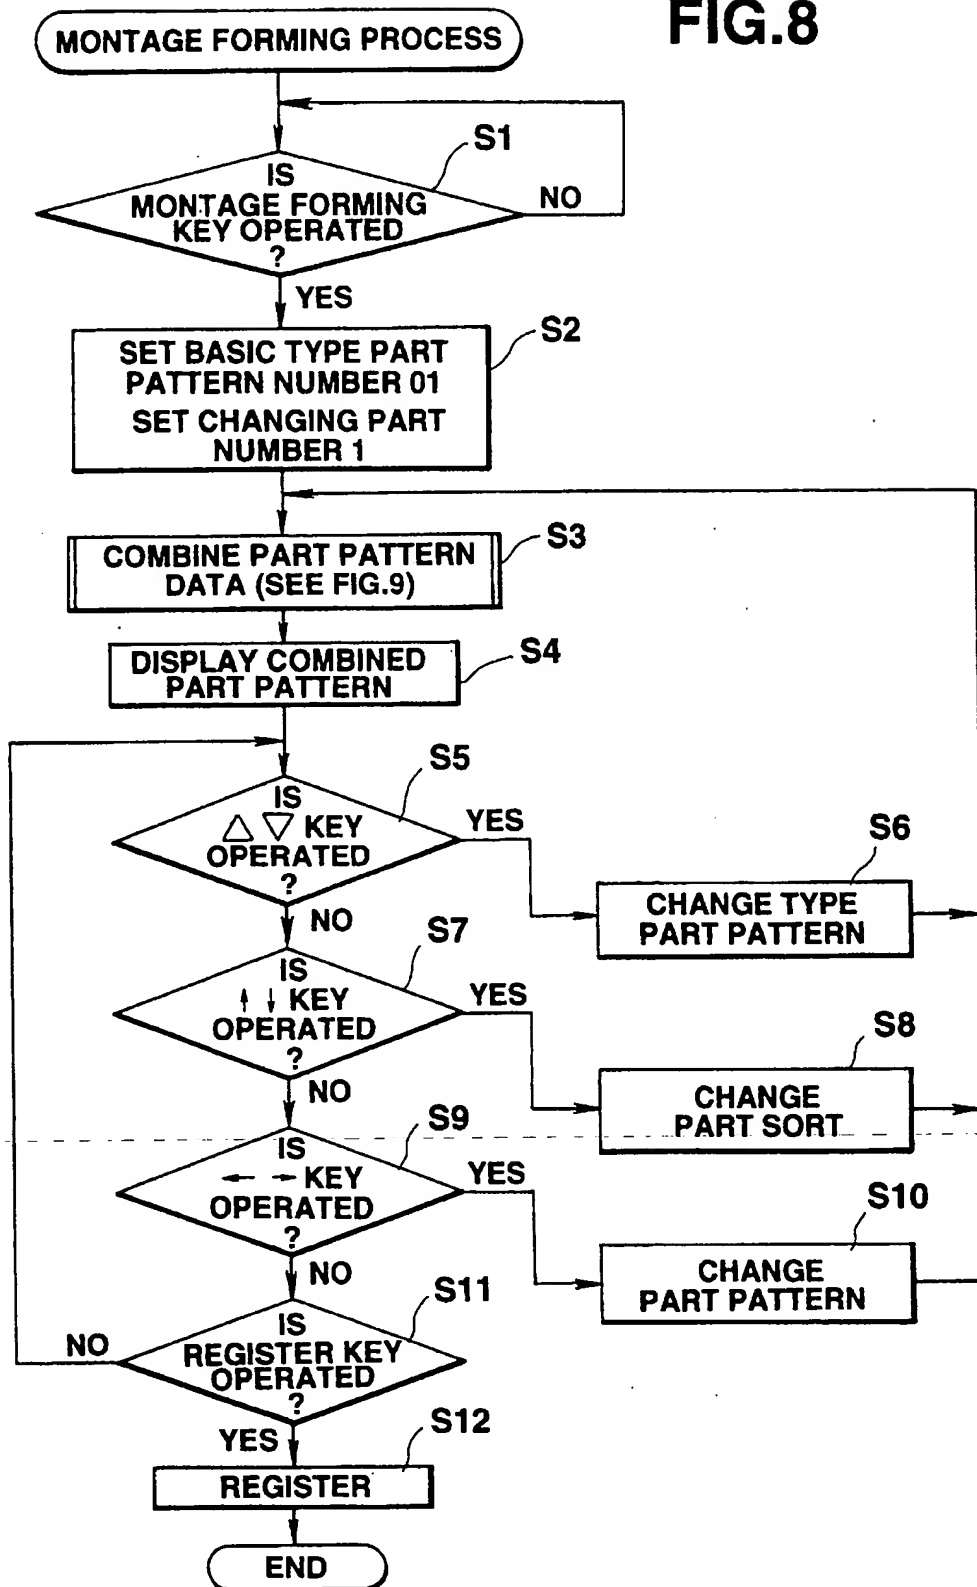 FIG.8
MONTAGE FORMING PROCESS
S1
IS
MONTAGE FORMING
KEY OPERATED
?
NO
YES
S2
SET BASIC TYPE PART
PATTERN NUMBER 01
SET CHANGING PART
NUMBER 1
S3
COMBINE PART PATTERN
DATA (SEE FIG.9)
S4
DISPLAY COMBINED
PART PATTERN
S5
IS
△ ▽ KEY
OPERATED
?
YES
NO
S6
CHANGE TYPE
PART PATTERN
S7
IS
↑ ↓ KEY
OPERATED
?
YES
NO
S8
CHANGE
PART SORT
S9
IS
← → KEY
OPERATED
?
YES
NO
S10
CHANGE
PART PATTERN
S11
IS
REGISTER KEY
OPERATED
?
NO
YES
S12
REGISTER
END